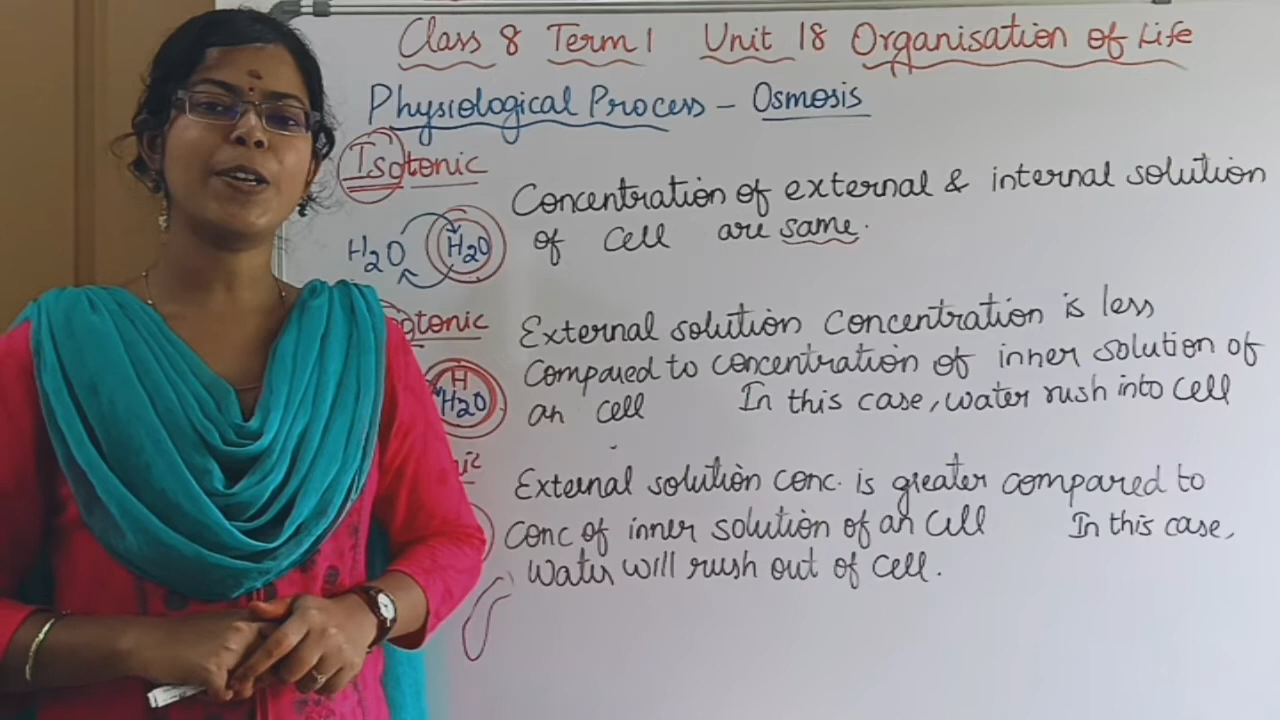 Class 8 Term 1 Unit 18 Organisation of Life
Physiological Process - Osmosis
Isotonic
H2O H2O
Concentration of external & internal solution
of cell are same.
otonic
H
H2O
External solution concentration is less
compared to concentration of inner solution of
an cell In this case, water rush into cell
External solution conc. is greater compared to
conc of inner solution of an cell In this case,
water will rush out of cell.